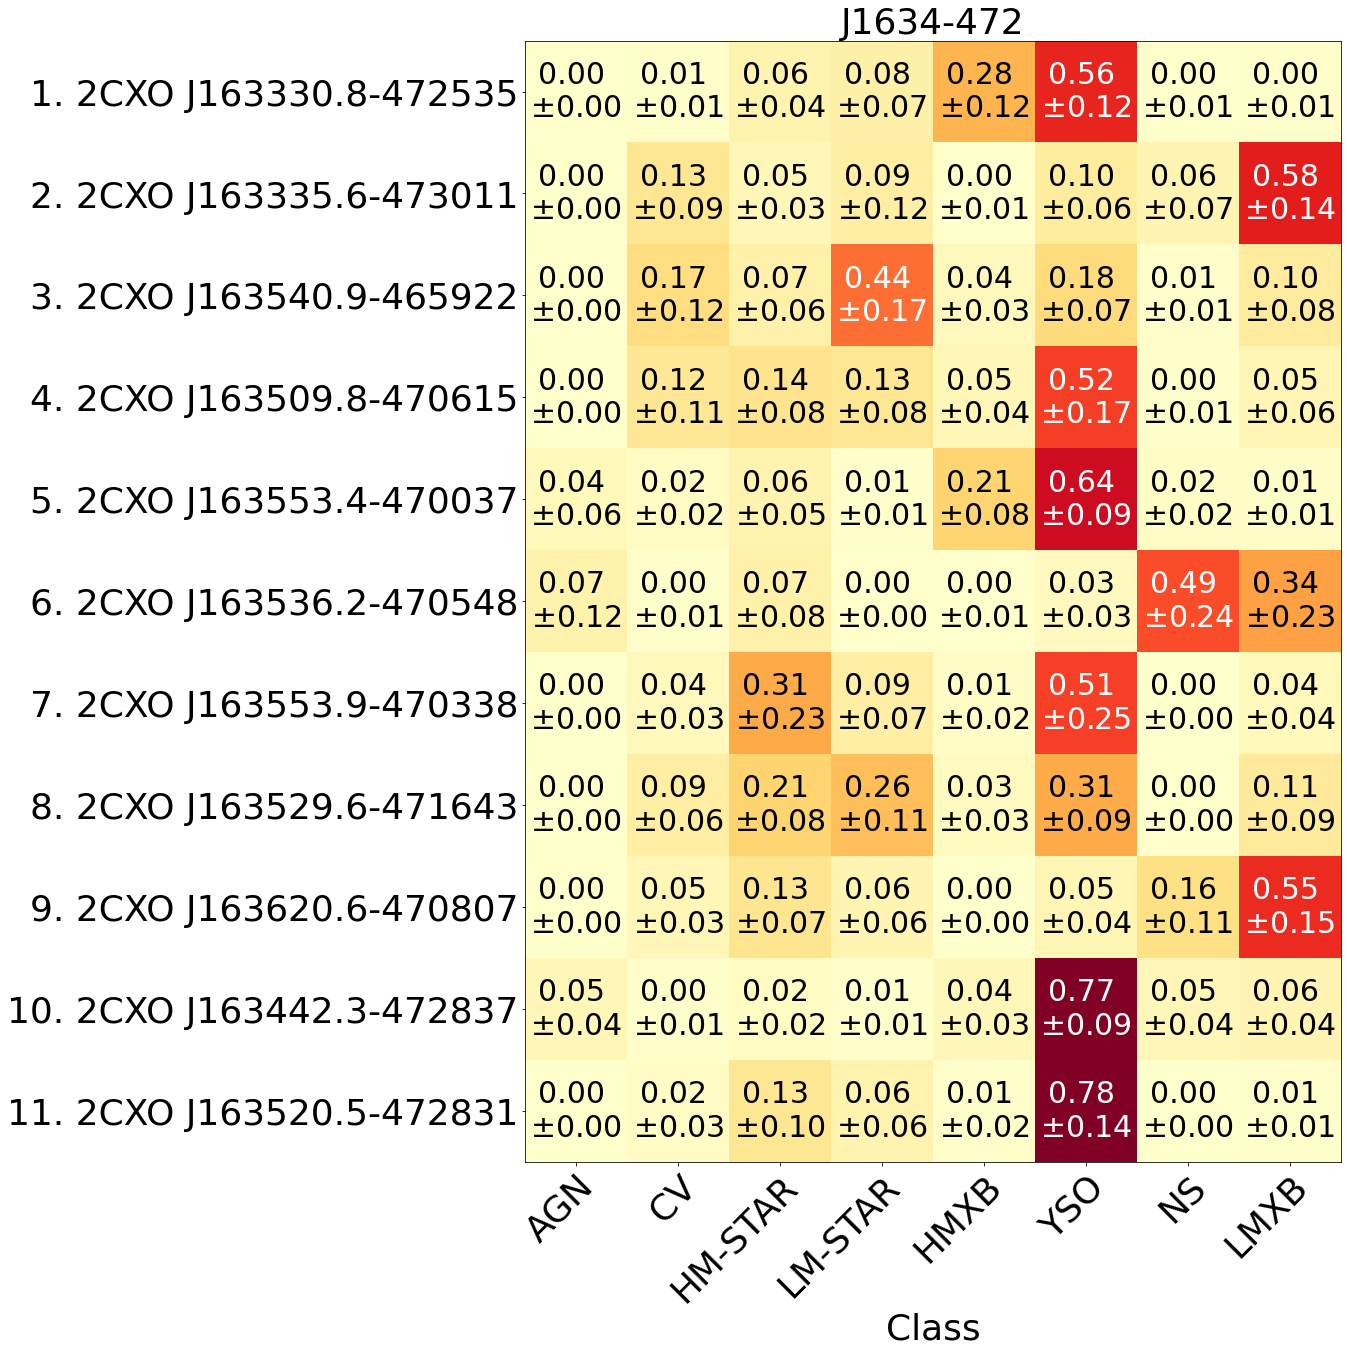 J1634-472
1. 2CXO J163330.8-472535 0.00 0.01 0.06 0.08 0.28 0.56 0.00 0.00
±0.00 ±0.01 ±0.04 ±0.07 ±0.12 ±0.12 ±0.01 ±0.01
2. 2CXO J163335.6-473011 0.00 0.13 0.05 0.09 0.00 0.10 0.06 0.58
±0.00 ±0.09 ±0.03 ±0.12 ±0.01 ±0.06 ±0.07 ±0.14
3. 2CXO J163540.9-465922 0.00 0.17 0.07 0.44 0.04 0.18 0.01 0.10
±0.00 ±0.12 ±0.06 ±0.17 ±0.03 ±0.07 ±0.01 ±0.08
4. 2CXO J163509.8-470615 0.00 0.12 0.14 0.13 0.05 0.52 0.00 0.05
±0.00 ±0.11 ±0.08 ±0.08 ±0.04 ±0.17 ±0.01 ±0.06
5. 2CXO J163553.4-470037 0.04 0.02 0.06 0.01 0.21 0.64 0.02 0.01
±0.06 ±0.02 ±0.05 ±0.01 ±0.08 ±0.09 ±0.02 ±0.01
6. 2CXO J163536.2-470548 0.07 0.00 0.07 0.00 0.00 0.03 0.49 0.34
±0.12 ±0.01 ±0.08 ±0.00 ±0.01 ±0.03 ±0.24 ±0.23
7. 2CXO J163553.9-470338 0.00 0.04 0.31 0.09 0.01 0.51 0.00 0.04
±0.00 ±0.03 ±0.23 ±0.07 ±0.02 ±0.25 ±0.00 ±0.04
8. 2CXO J163529.6-471643 0.00 0.09 0.21 0.26 0.03 0.31 0.00 0.11
±0.00 ±0.06 ±0.08 ±0.11 ±0.03 ±0.09 ±0.00 ±0.09
9. 2CXO J163620.6-470807 0.00 0.05 0.13 0.06 0.00 0.05 0.16 0.55
±0.00 ±0.03 ±0.07 ±0.06 ±0.00 ±0.04 ±0.11 ±0.15
10. 2CXO J163442.3-472837 0.05 0.00 0.02 0.01 0.04 0.77 0.05 0.06
±0.04 ±0.01 ±0.02 ±0.01 ±0.03 ±0.09 ±0.04 ±0.04
11. 2CXO J163520.5-472831 0.00 0.02 0.13 0.06 0.01 0.78 0.00 0.01
±0.00 ±0.03 ±0.10 ±0.06 ±0.02 ±0.14 ±0.00 ±0.01
AGN CV HM-STAR LM-STAR HMXB YSO NS LMXB
Class